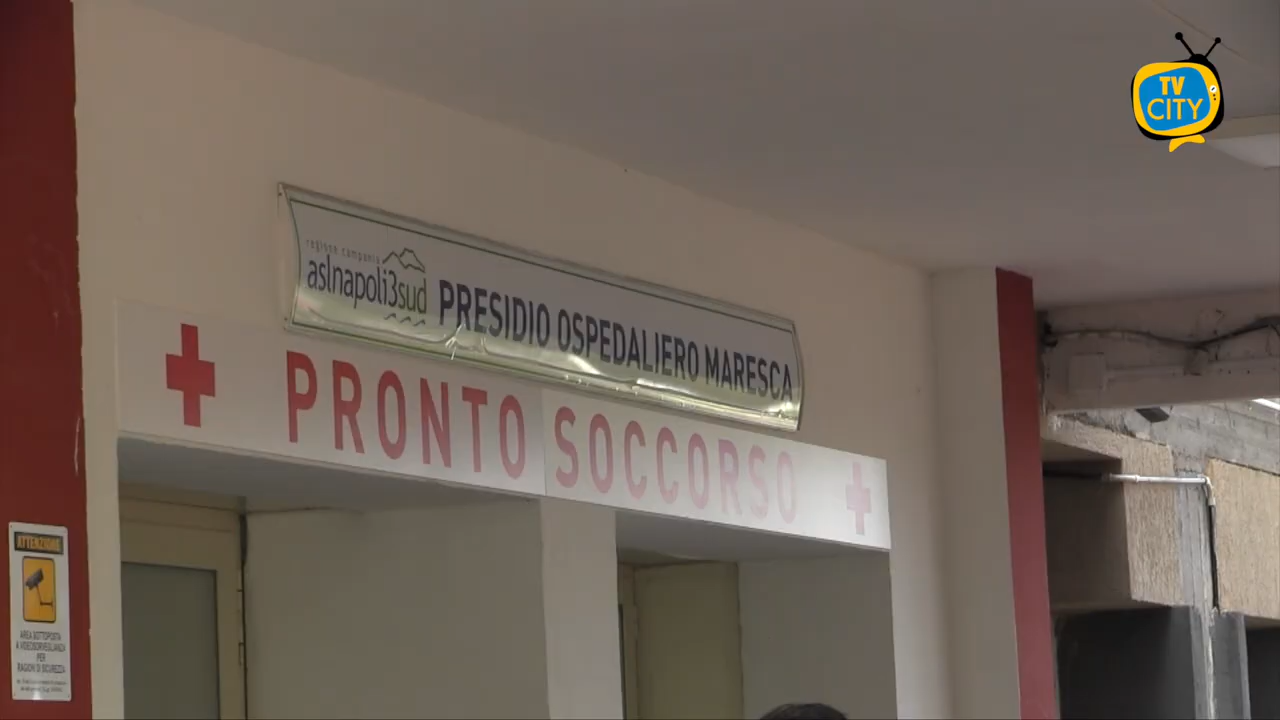 TV
CITY
regione campania
aslnapoli3sud
PRESIDIO OSPEDALIERO MARESCA
PRONTO SOCCORSO
ATTENZIONE
AREA SOTTOPOSTA
A VIDEOSORVEGLIANZA
PER
RAGIONI DI SICUREZZA